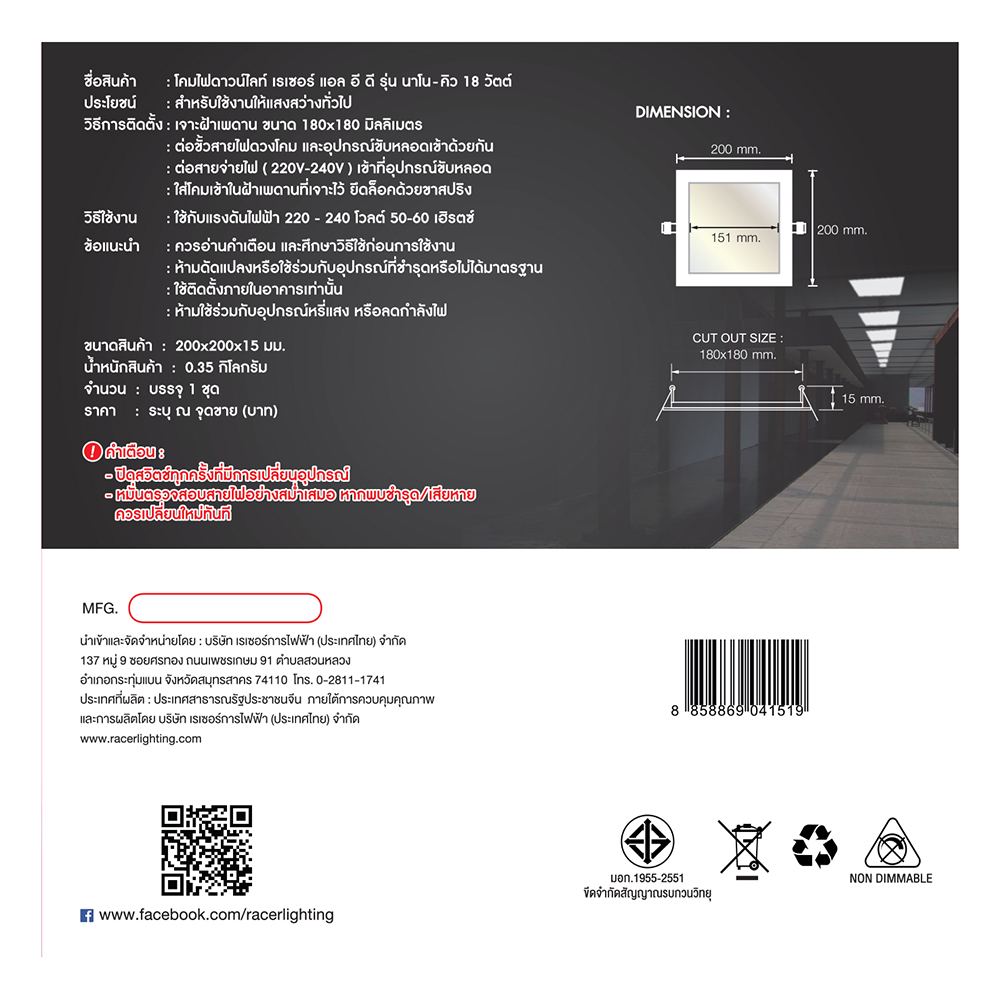 ชื่อสินค้า : โคมไฟดาวน์ไลท์ เรเซอร์ แอล อี ดี รุ่น นาโน-คิว 18 วัตต์
ประโยชน์ : สำหรับใช้งานให้แสงสว่างทั่วไป
วิธีการติดตั้ง : เจาะฝ้าเพดาน ขนาด 180x180 มิลลิเมตร
: ต่อขั้วสายไฟดวงโคม และอุปกรณ์ขับหลอดเข้าด้วยกัน
: ต่อสายจ่ายไฟ ( 220V-240V ) เข้าที่อุปกรณ์ขับหลอด
: ใส่โคมเข้าในฝ้าเพดานที่เจาะไว้ ยึดล็อคด้วยขาสปริง
วิธีใช้งาน : ใช้กับแรงดันไฟฟ้า 220 - 240 โวลต์ 50-60 เฮิรตซ์
ข้อแนะนำ : ควรอ่านคำเตือน และศึกษาวิธีใช้ก่อนการใช้งาน
: ห้ามดัดแปลงหรือใช้ร่วมกับอุปกรณ์ที่ชำรุดหรือไม่ได้มาตรฐาน
: ใช้ติดตั้งภายในอาคารเท่านั้น
: ห้ามใช้ร่วมกับอุปกรณ์หรี่แสง หรือลดกำลังไฟ
ขนาดสินค้า : 200x200x15 มม.
น้ำหนักสินค้า : 0.35 กิโลกรัม
จำนวน : บรรจุ 1 ชุด
ราคา : ระบุ ณ จุดขาย (บาท)
! คำเตือน :
- ปิดสวิตช์ทุกครั้งที่มีการเปลี่ยนอุปกรณ์
- หมั่นตรวจสอบสายไฟอย่างสม่ำเสมอ หากพบชำรุด/เสียหาย
ควรเปลี่ยนใหม่ทันที
DIMENSION :
200 mm.
151 mm.
200 mm.
CUT OUT SIZE :
180x180 mm.
15 mm.
MFG.
นำเข้าและจัดจำหน่ายโดย : บริษัท เรเซอร์การไฟฟ้า (ประเทศไทย) จำกัด
137 หมู่ 9 ซอยศรทอง ถนนเพชรเกษม 91 ตำบลสวนหลวง
อำเภอกระทุ่มแบน จังหวัดสมุทรสาคร 74110 โทร. 0-2811-1741
ประเทศที่ผลิต : ประเทศสาธารณรัฐประชาชนจีน ภายใต้การควบคุมคุณภาพ
และการผลิตโดย บริษัท เรเซอร์การไฟฟ้า (ประเทศไทย) จำกัด
www.racerlighting.com
8 858869 041519
www.facebook.com/racerlighting
มอก.1955-2551
ขีดจำกัดสัญญาณรบกวนวิทยุ
NON DIMMABLE